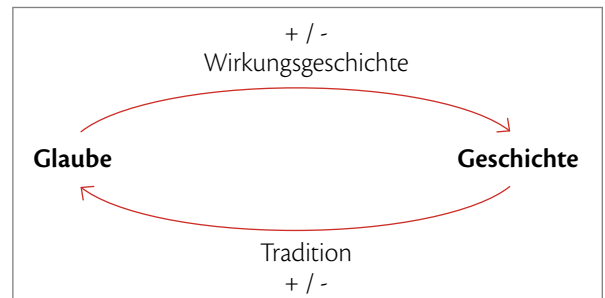 + / -
Wirkungsgeschichte
Glaube
Geschichte
Tradition
+ / -